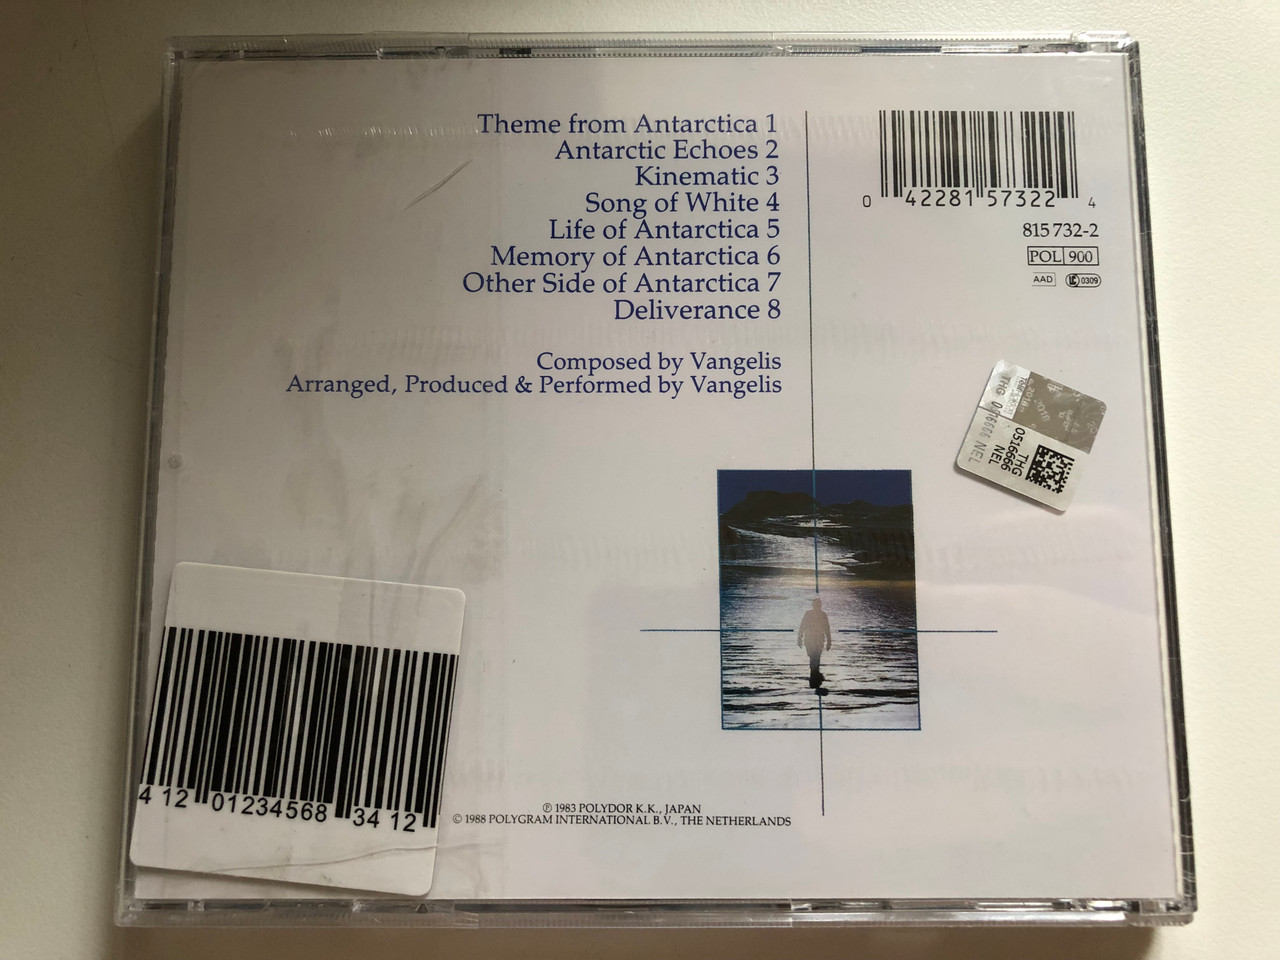 Theme from Antarctica 1
Antarctic Echoes 2
Kinematic 3
Song of White 4
Life of Antarctica 5
Memory of Antarctica 6
Other Side of Antarctica 7
Deliverance 8
Composed by Vangelis
Arranged, Produced & Performed by Vangelis
0 42281 57322 4
815 732-2
POL 900
AAD
LC 0309
THG
0516666
NEL
4 12 01234568 34 12
℗ 1983 POLYDOR K.K., JAPAN
© 1988 POLYGRAM INTERNATIONAL B.V., THE NETHERLANDS